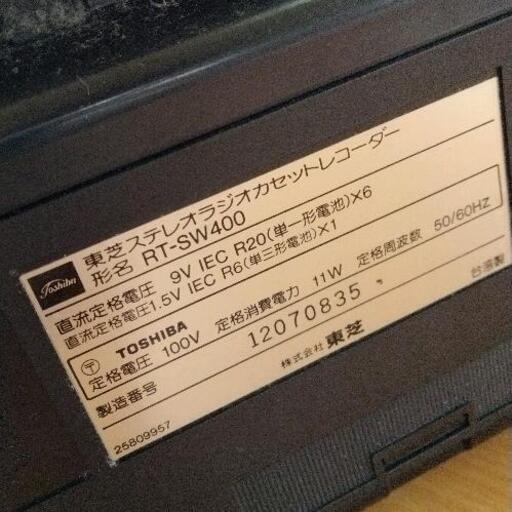 Toshiba
東芝ステレオラジオカセットレコーダー
形名 RT-SW400
直流定格電圧 9V IEC R20(単一形電池)×6
直流定格電圧1.5V IEC R6(単三形電池)×1
〒 TOSHIBA
定格電圧 100V 定格消費電力 11W 定格周波数 50/60HZ
製造番号 12070835 台湾製
株式会社 東芝
25809957